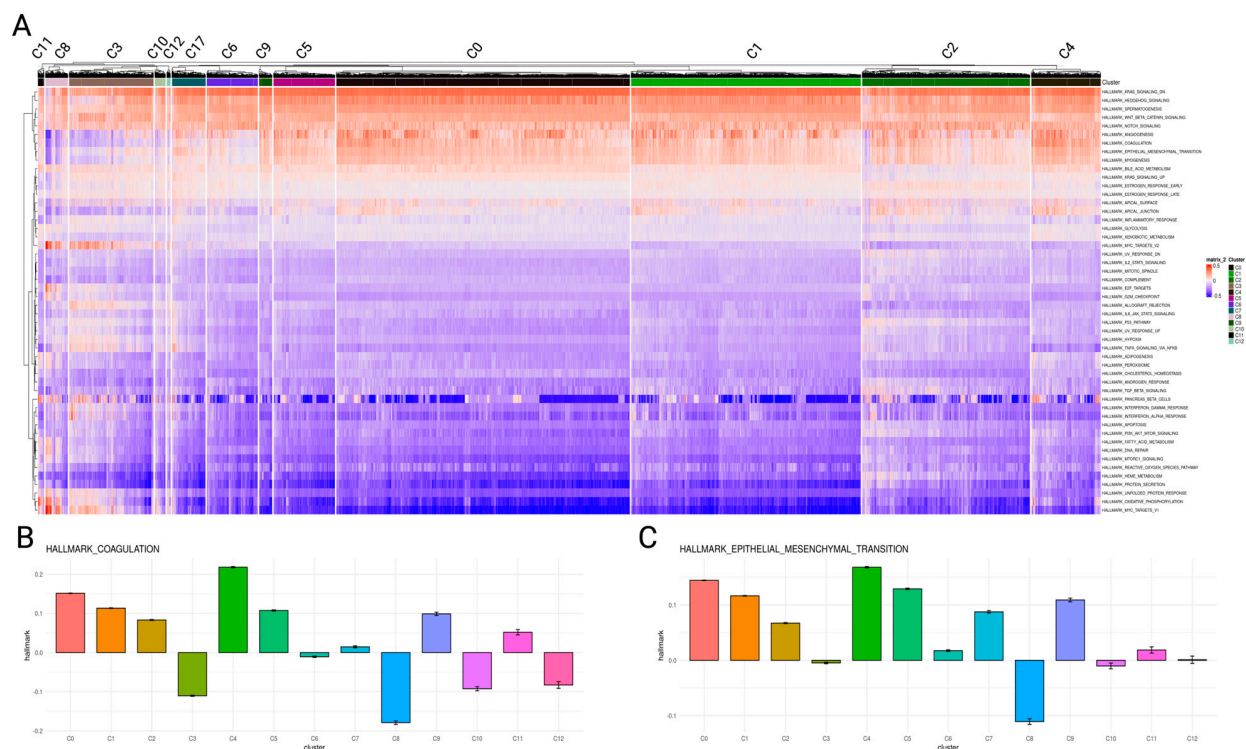 A
C11
C8
C3
C10
C12
C17
C6
C9
C5
C0
C1
C2
C4
Cluster
HALLMARK_KRAS_SIGNALING_DN
HALLMARK_HEDGEHOG_SIGNALING
HALLMARK_SPERMATOGENESIS
HALLMARK_WNT_BETA_CATENIN_SIGNALING
HALLMARK_NOTCH_SIGNALING
HALLMARK_ANGIOGENESIS
HALLMARK_COAGULATION
HALLMARK_EPITHELIAL_MESENCHYMAL_TRANSITION
HALLMARK_MYOGENESIS
HALLMARK_BILE_ACID_METABOLISM
HALLMARK_KRAS_SIGNALING_UP
HALLMARK_ESTROGEN_RESPONSE_EARLY
HALLMARK_ESTROGEN_RESPONSE_LATE
HALLMARK_APICAL_SURFACE
HALLMARK_APICAL_JUNCTION
HALLMARK_INFLAMMATORY_RESPONSE
HALLMARK_GLYCOLYSIS
HALLMARK_XENOBIOTIC_METABOLISM
HALLMARK_MYC_TARGETS_V2
HALLMARK_UV_RESPONSE_DN
HALLMARK_IL2_STAT5_SIGNALING
HALLMARK_MITOTIC_SPINDLE
HALLMARK_COMPLEMENT
HALLMARK_E2F_TARGETS
HALLMARK_G2M_CHECKPOINT
HALLMARK_ALLOGRAFT_REJECTION
HALLMARK_IL6_JAK_STAT3_SIGNALING
HALLMARK_P53_PATHWAY
HALLMARK_UV_RESPONSE_UP
HALLMARK_HYPOXIA
HALLMARK_TNFA_SIGNALING_VIA_NFKB
HALLMARK_ADIPOGENESIS
HALLMARK_PEROXISOME
HALLMARK_CHOLESTEROL_HOMEOSTASIS
HALLMARK_ANDROGEN_RESPONSE
HALLMARK_TGF_BETA_SIGNALING
HALLMARK_PANCREAS_BETA_CELLS
HALLMARK_INTERFERON_GAMMA_RESPONSE
HALLMARK_INTERFERON_ALPHA_RESPONSE
HALLMARK_APOPTOSIS
HALLMARK_PI3K_AKT_MTOR_SIGNALING
HALLMARK_FATTY_ACID_METABOLISM
HALLMARK_DNA_REPAIR
HALLMARK_MTORC1_SIGNALING
HALLMARK_REACTIVE_OXYGEN_SPECIES_PATHWAY
HALLMARK_HEME_METABOLISM
HALLMARK_PROTEIN_SECRETION
HALLMARK_UNFOLDED_PROTEIN_RESPONSE
HALLMARK_OXIDATIVE_PHOSPHORYLATION
HALLMARK_MYC_TARGETS_V1
matrix_2
0.5
0
-0.5
Cluster
C0
C1
C2
C3
C4
C5
C6
C7
C8
C9
C10
C11
C12
B
HALLMARK_COAGULATION
hallmark
0.2
0.1
0.0
-0.1
-0.2
C0 C1 C2 C3 C4 C5 C6 C7 C8 C9 C10 C11 C12
cluster
C
HALLMARK_EPITHELIAL_MESENCHYMAL_TRANSITION
hallmark
0.1
0.0
-0.1
C0 C1 C2 C3 C4 C5 C6 C7 C8 C9 C10 C11 C12
cluster